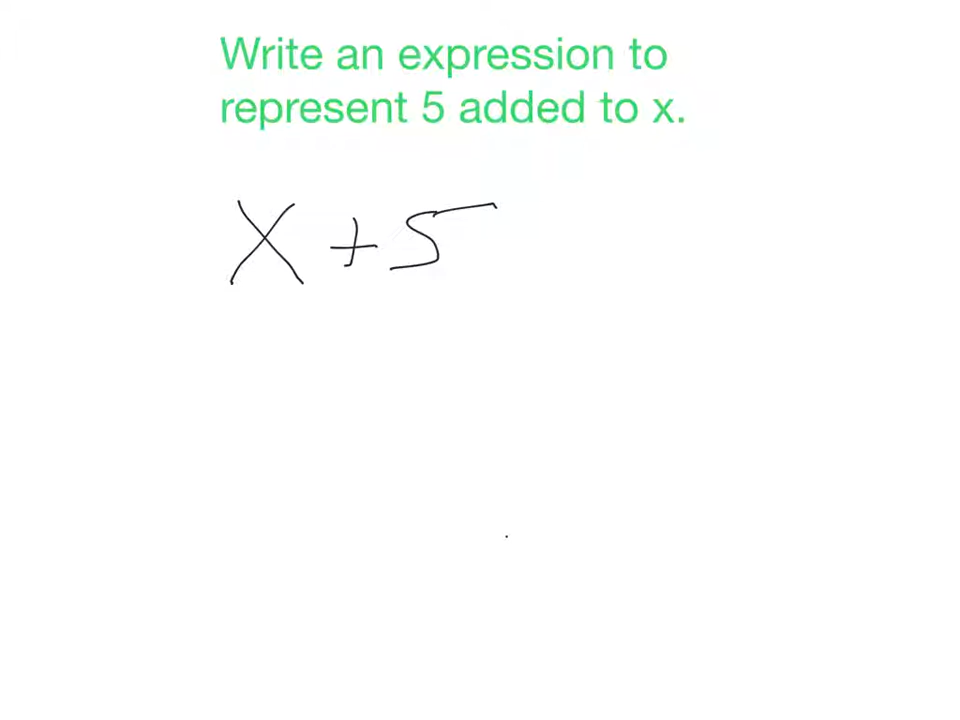 Write an expression to
represent 5 added to x.
X + 5